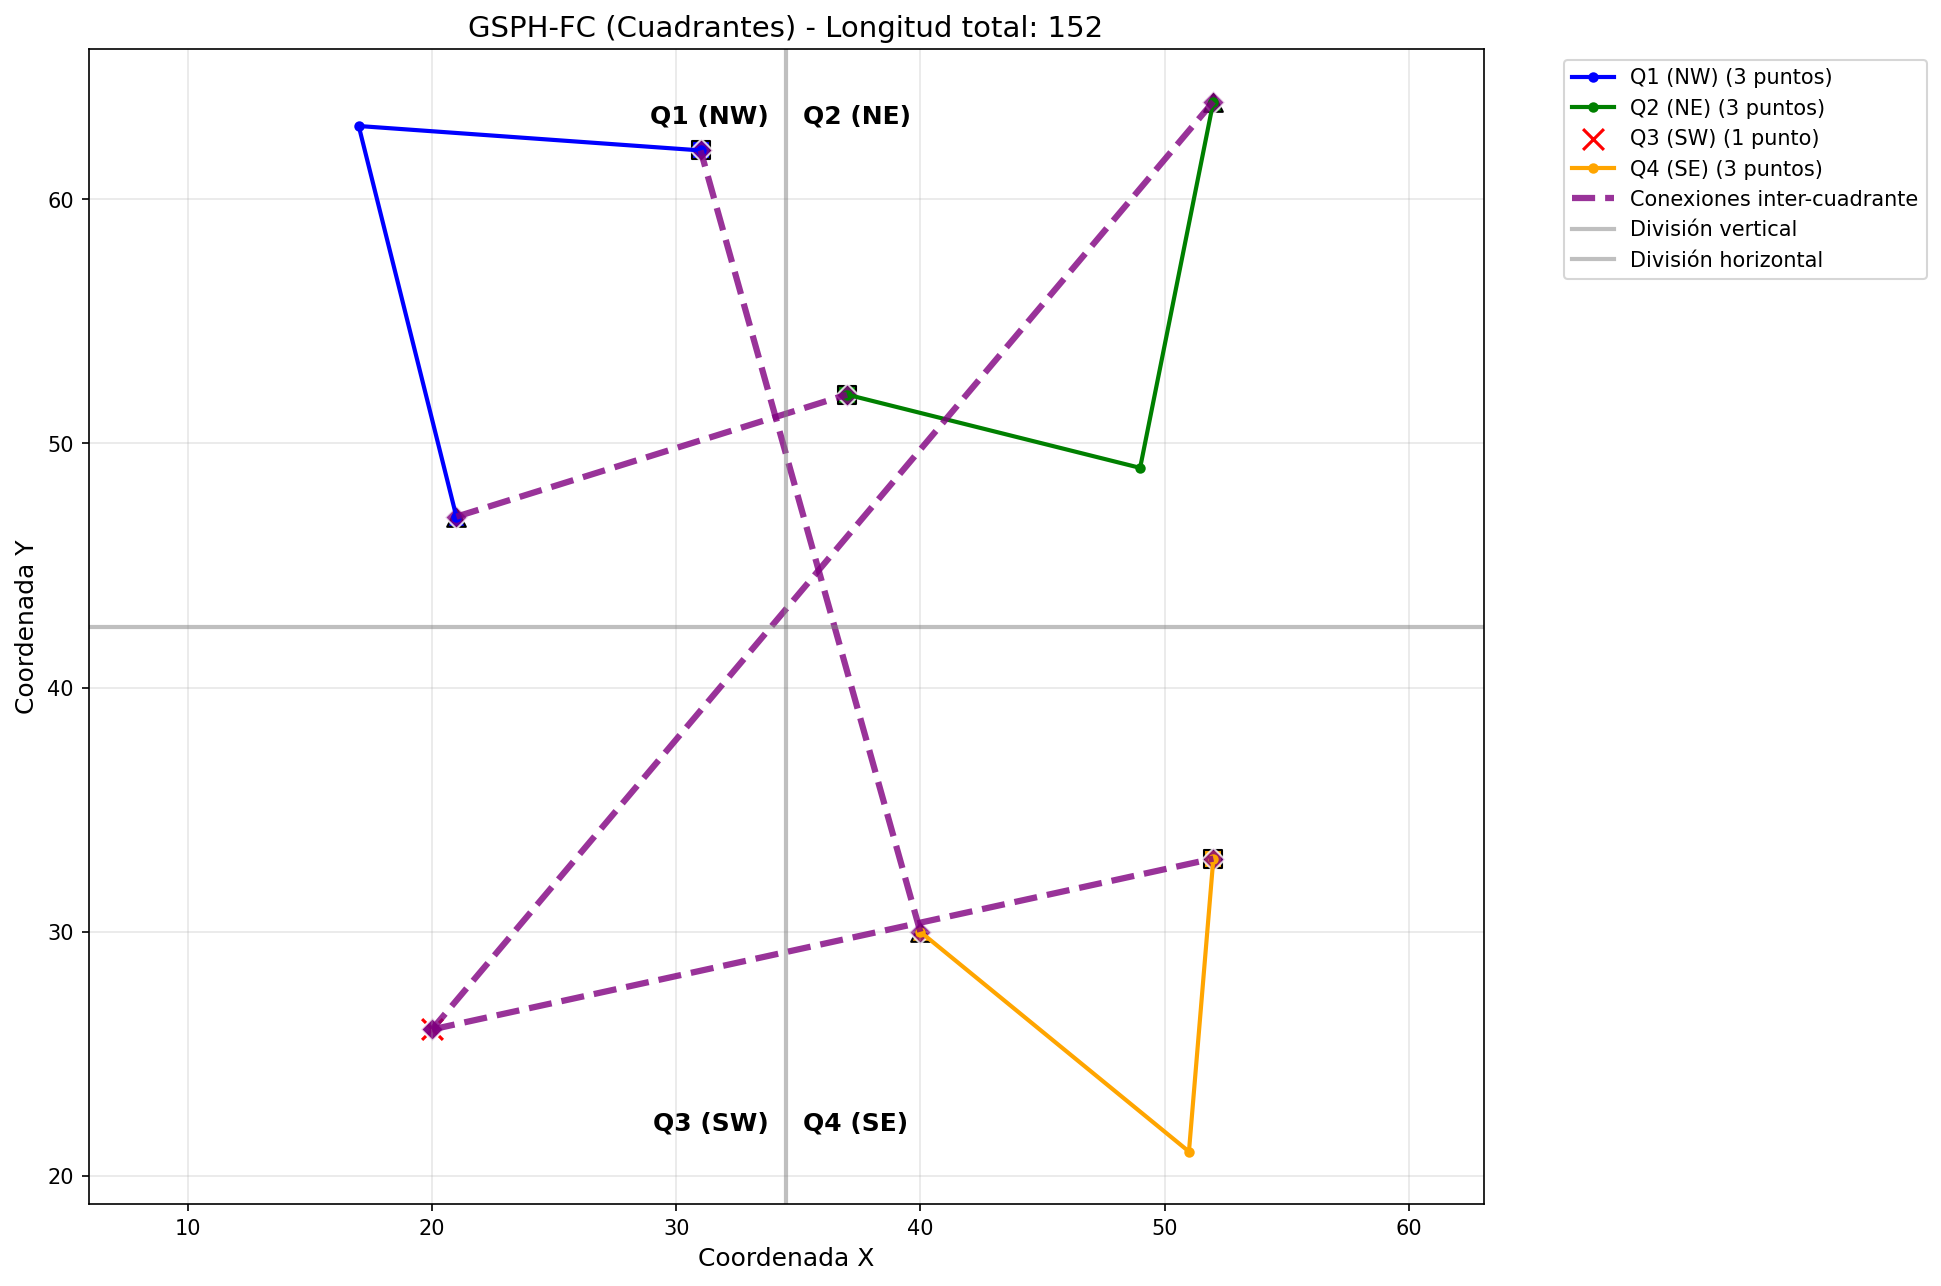 GSPH-FC (Cuadrantes) - Longitud total: 152
Q1 (NW) (3 puntos)
Q2 (NE) (3 puntos)
Q3 (SW) (1 punto)
Q4 (SE) (3 puntos)
Conexiones inter-cuadrante
División vertical
División horizontal
Q1 (NW)
Q2 (NE)
Q3 (SW)
Q4 (SE)
Coordenada Y
60
50
40
30
20
10
20
30
40
50
60
Coordenada X